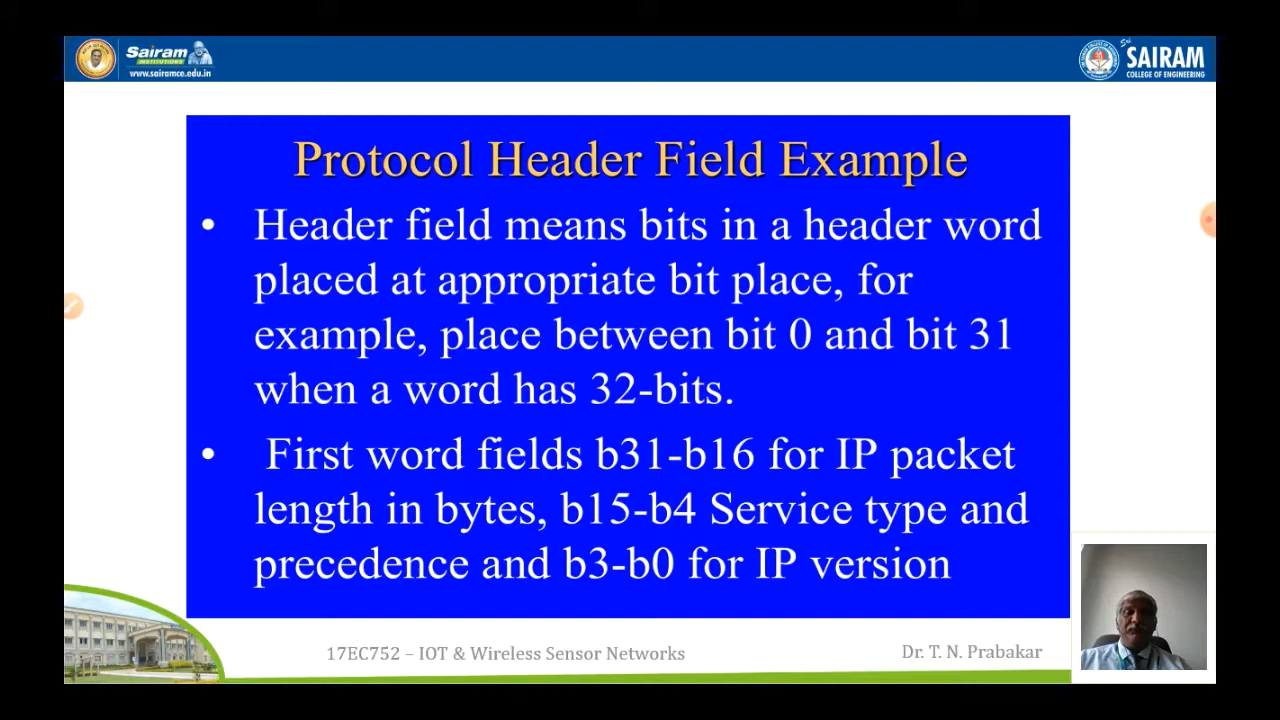 Sairam
INSTITUTIONS
www.sairamce.edu.in
Sri
SAIRAM
COLLEGE OF ENGINEERING
Protocol Header Field Example
• Header field means bits in a header word
placed at appropriate bit place, for
example, place between bit 0 and bit 31
when a word has 32-bits.
• First word fields b31-b16 for IP packet
length in bytes, b15-b4 Service type and
precedence and b3-b0 for IP version
17EC752 – IOT & Wireless Sensor Networks
Dr. T. N. Prabakar